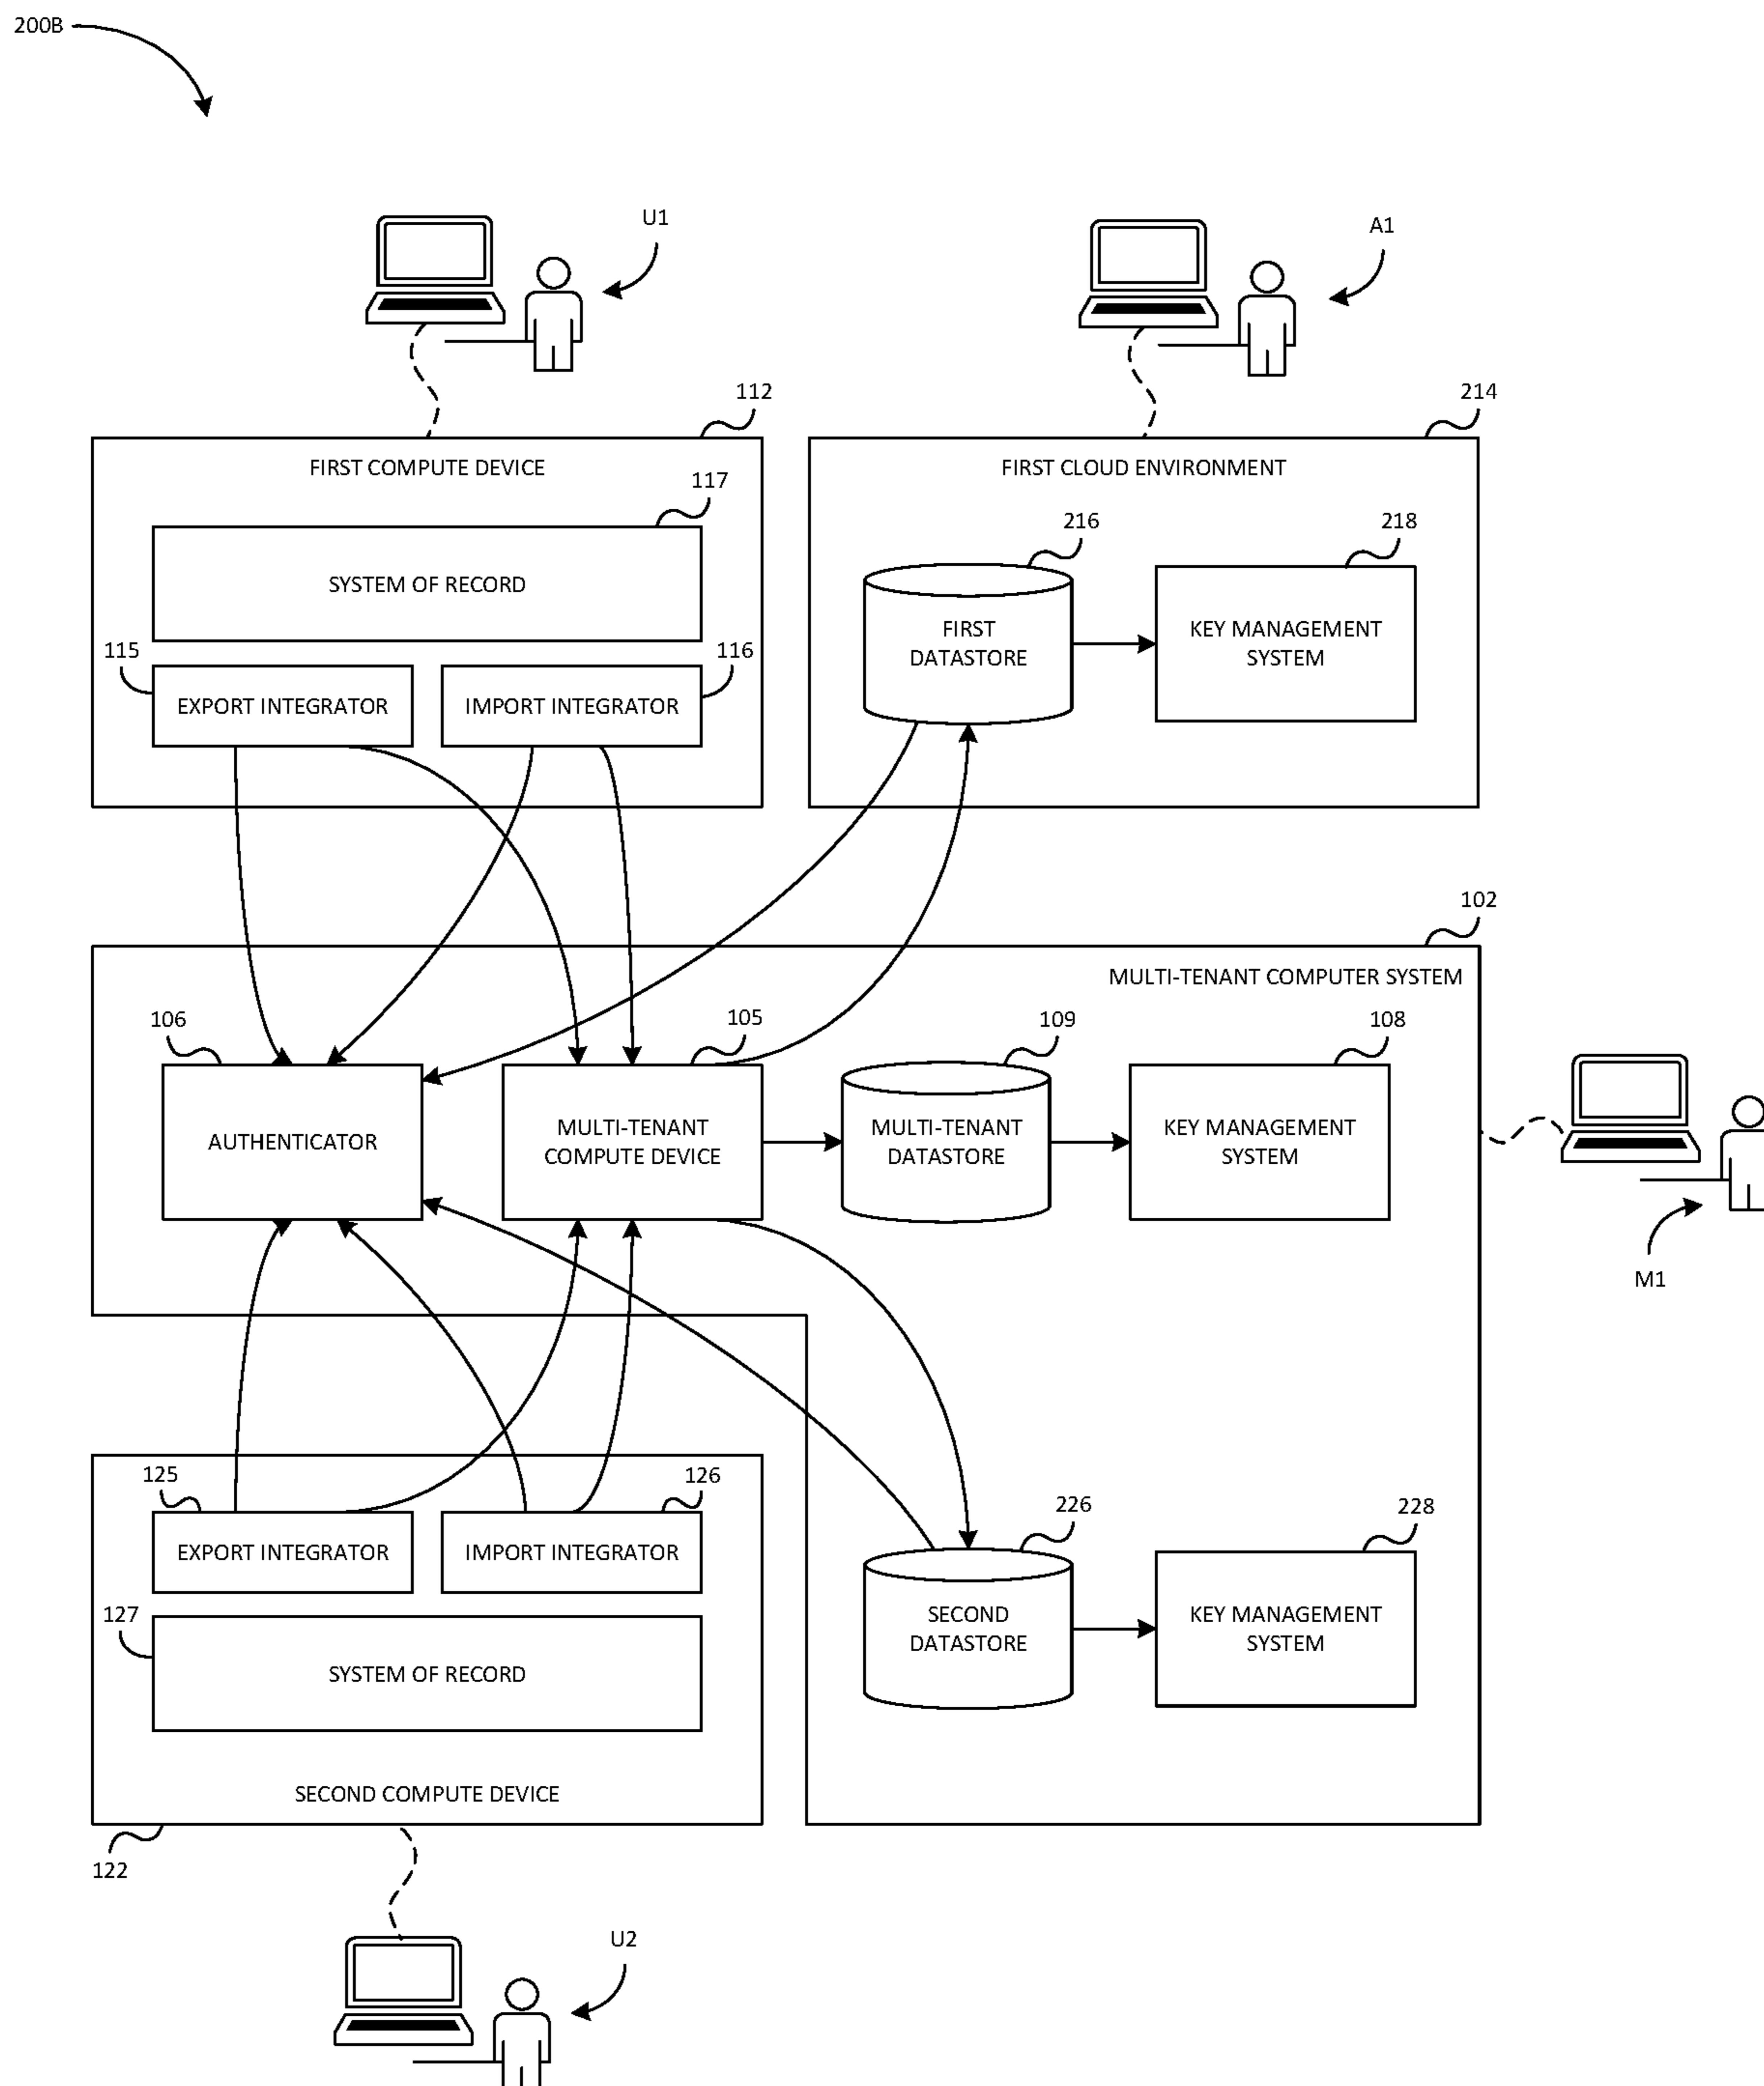 200B
U1
A1
112
214
FIRST COMPUTE DEVICE
117
SYSTEM OF RECORD
115
116
EXPORT INTEGRATOR
IMPORT INTEGRATOR
FIRST CLOUD ENVIRONMENT
216
218
FIRST
DATASTORE
KEY MANAGEMENT
SYSTEM
102
MULTI-TENANT COMPUTER SYSTEM
106
105
109
108
AUTHENTICATOR
MULTI-TENANT
COMPUTE DEVICE
MULTI-TENANT
DATASTORE
KEY MANAGEMENT
SYSTEM
M1
125
126
EXPORT INTEGRATOR
IMPORT INTEGRATOR
127
SYSTEM OF RECORD
SECOND COMPUTE DEVICE
122
226
228
SECOND
DATASTORE
KEY MANAGEMENT
SYSTEM
U2